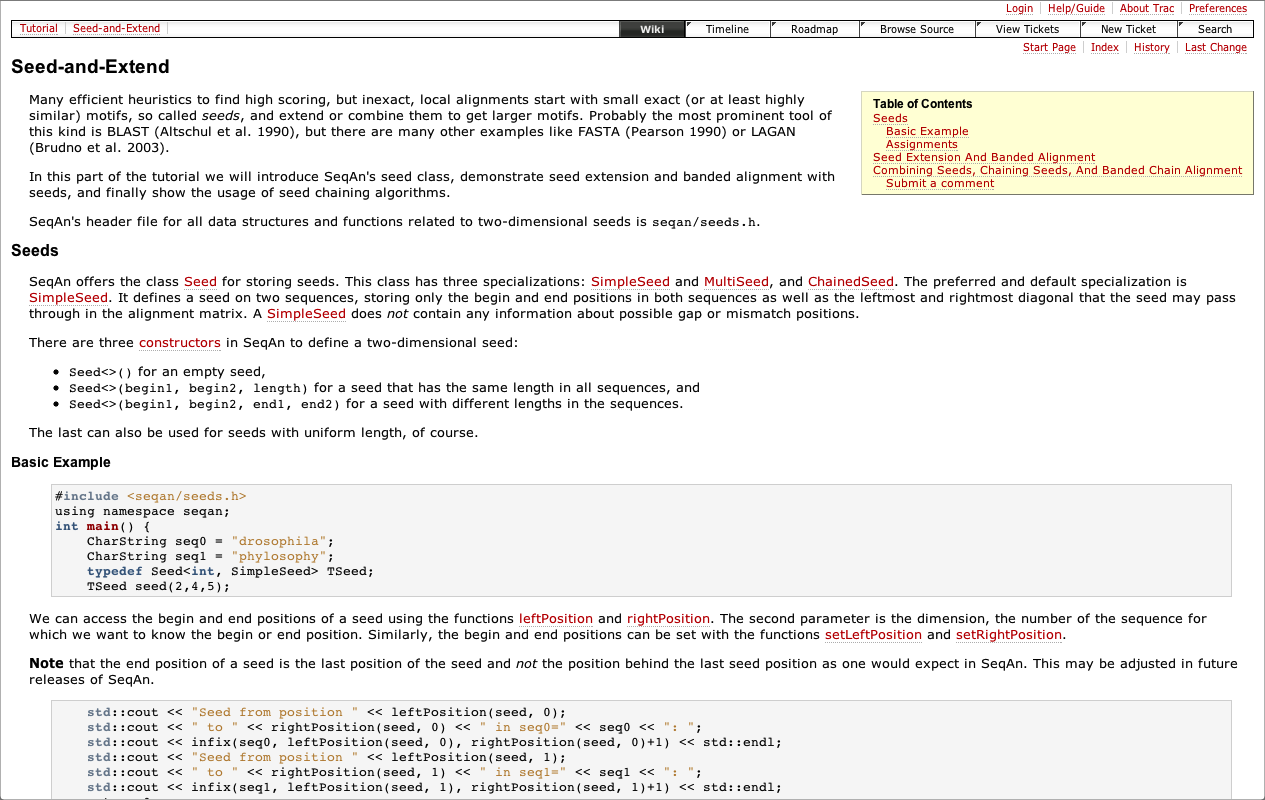 Login Help/Guide About Trac Preferences
Tutorial Seed-and-Extend Wiki Timeline Roadmap Browse Source View Tickets New Ticket Search
Start Page Index History Last Change
Seed-and-Extend
Many efficient heuristics to find high scoring, but inexact, local alignments start with small exact (or at least highly
similar) motifs, so called seeds, and extend or combine them to get larger motifs. Probably the most prominent tool of
this kind is BLAST (Altschul et al. 1990), but there are many other examples like FASTA (Pearson 1990) or LAGAN
(Brudno et al. 2003).
In this part of the tutorial we will introduce SeqAn's seed class, demonstrate seed extension and banded alignment with
seeds, and finally show the usage of seed chaining algorithms.
SeqAn's header file for all data structures and functions related to two-dimensional seeds is seqan/seeds.h.
Table of Contents
Seeds
Basic Example
Assignments
Seed Extension And Banded Alignment
Combining Seeds, Chaining Seeds, And Banded Chain Alignment
Submit a comment
Seeds
SeqAn offers the class Seed for storing seeds. This class has three specializations: SimpleSeed and MultiSeed, and ChainedSeed. The preferred and default specialization is
SimpleSeed. It defines a seed on two sequences, storing only the begin and end positions in both sequences as well as the leftmost and rightmost diagonal that the seed may pass
through in the alignment matrix. A SimpleSeed does not contain any information about possible gap or mismatch positions.
There are three constructors in SeqAn to define a two-dimensional seed:
• Seed<>() for an empty seed,
• Seed<>(begin1, begin2, length) for a seed that has the same length in all sequences, and
• Seed<>(begin1, begin2, end1, end2) for a seed with different lengths in the sequences.
The last can also be used for seeds with uniform length, of course.
Basic Example
#include <seqan/seeds.h>
using namespace seqan;
int main() {
CharString seq0 = "drosophila";
CharString seq1 = "phylosophy";
typedef Seed<int, SimpleSeed> TSeed;
TSeed seed(2,4,5);
We can access the begin and end positions of a seed using the functions leftPosition and rightPosition. The second parameter is the dimension, the number of the sequence for
which we want to know the begin or end position. Similarly, the begin and end positions can be set with the functions setLeftPosition and setRightPosition.
Note that the end position of a seed is the last position of the seed and not the position behind the last seed position as one would expect in SeqAn. This may be adjusted in future
releases of SeqAn.
std::cout << "Seed from position " << leftPosition(seed, 0);
std::cout << " to " << rightPosition(seed, 0) << " in seq0=" << seq0 << ": ";
std::cout << infix(seq0, leftPosition(seed, 0), rightPosition(seed, 0)+1) << std::endl;
std::cout << "Seed from position " << leftPosition(seed, 1);
std::cout << " to " << rightPosition(seed, 1) << " in seq1=" << seq1 << ": ";
std::cout << infix(seq1, leftPosition(seed, 1), rightPosition(seed, 1)+1) << std::endl;